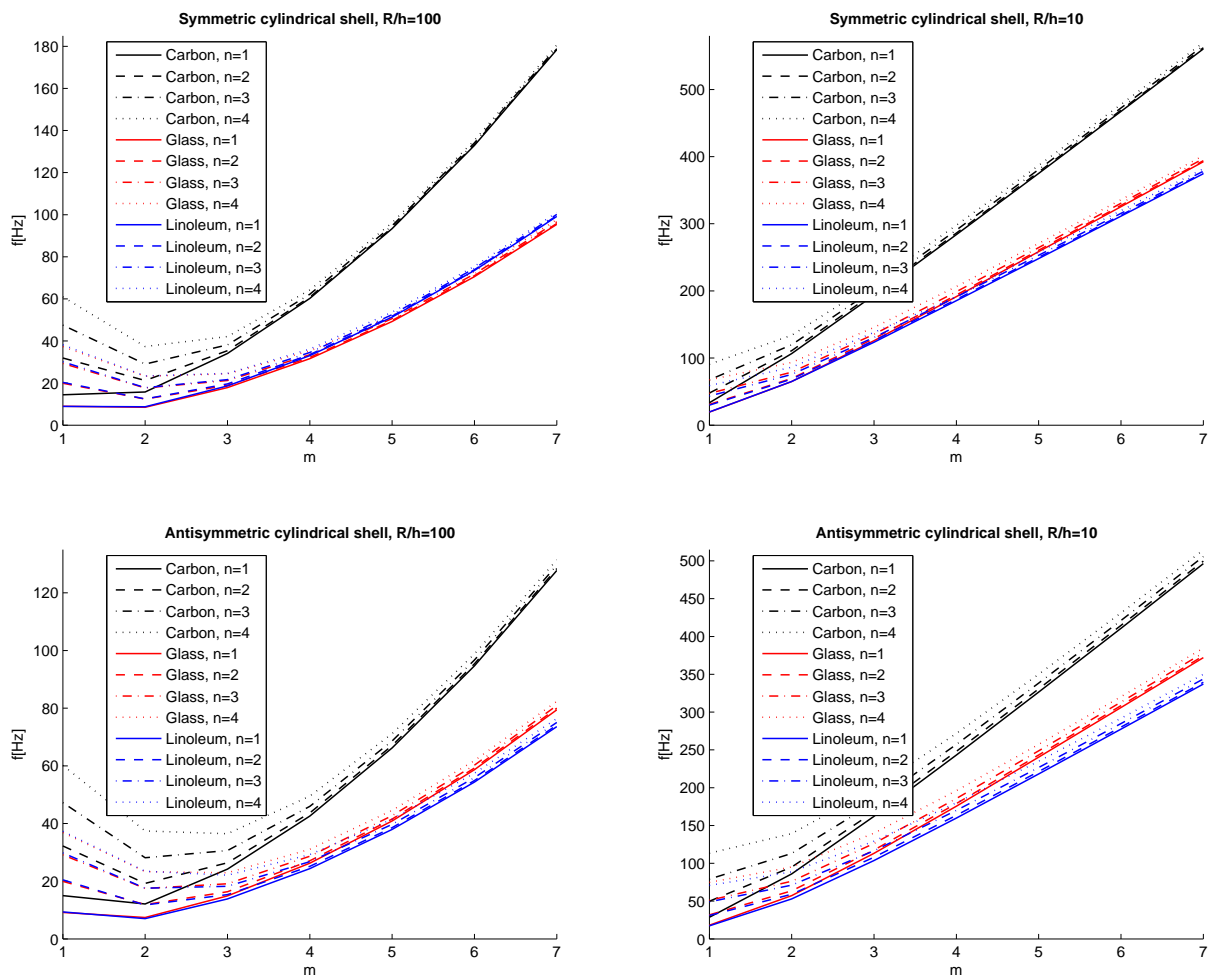 Symmetric cylindrical shell, R/h=100
180
160
140
120
100
80
60
40
20
0
f[Hz]
Carbon, n=1
Carbon, n=2
Carbon, n=3
Carbon, n=4
Glass, n=1
Glass, n=2
Glass, n=3
Glass, n=4
Linoleum, n=1
Linoleum, n=2
Linoleum, n=3
Linoleum, n=4
1 2 3 4 5 6 7
m
Symmetric cylindrical shell, R/h=10
500
400
300
200
100
0
f[Hz]
Carbon, n=1
Carbon, n=2
Carbon, n=3
Carbon, n=4
Glass, n=1
Glass, n=2
Glass, n=3
Glass, n=4
Linoleum, n=1
Linoleum, n=2
Linoleum, n=3
Linoleum, n=4
1 2 3 4 5 6 7
m
Antisymmetric cylindrical shell, R/h=100
120
100
80
60
40
20
0
f[Hz]
Carbon, n=1
Carbon, n=2
Carbon, n=3
Carbon, n=4
Glass, n=1
Glass, n=2
Glass, n=3
Glass, n=4
Linoleum, n=1
Linoleum, n=2
Linoleum, n=3
Linoleum, n=4
1 2 3 4 5 6 7
m
Antisymmetric cylindrical shell, R/h=10
500
450
400
350
300
250
200
150
100
50
0
f[Hz]
Carbon, n=1
Carbon, n=2
Carbon, n=3
Carbon, n=4
Glass, n=1
Glass, n=2
Glass, n=3
Glass, n=4
Linoleum, n=1
Linoleum, n=2
Linoleum, n=3
Linoleum, n=4
1 2 3 4 5 6 7
m